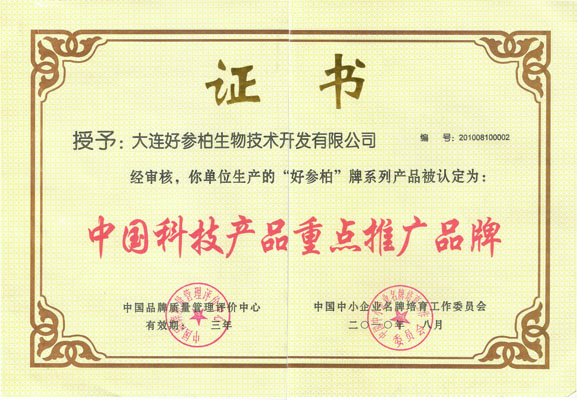 证书
授予：大连好参柏生物技术开发有限公司 编 号：201008100002
经审核，你单位生产的“好参柏”牌系列产品被认定为：
中国科技产品重点推广品牌
中国品牌质量管理评价中心 中国中小企业名牌培育工作委员会
有效期： 三年 二〇一〇年 八月